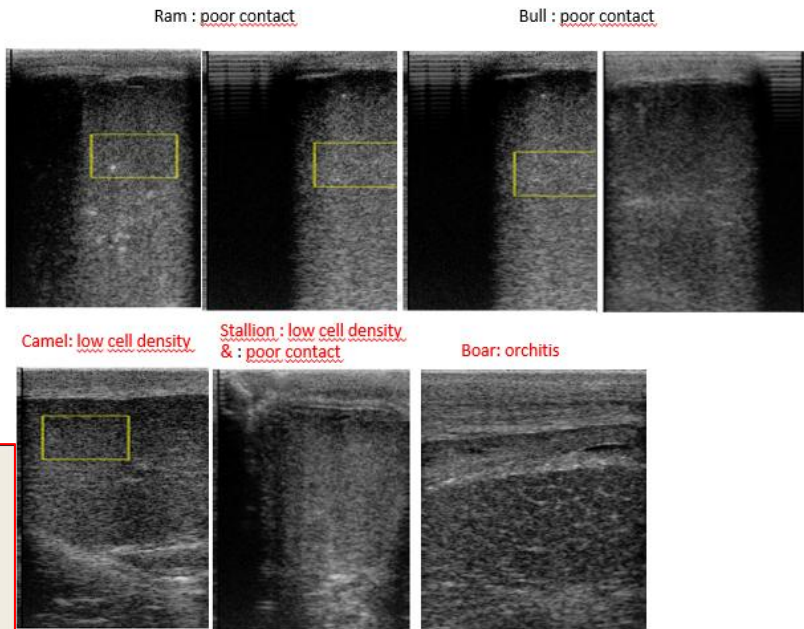 Ram : poor contact
Bull : poor contact
Camel: low cell density
Stallion : low cell density
& : poor contact
Boar: orchitis